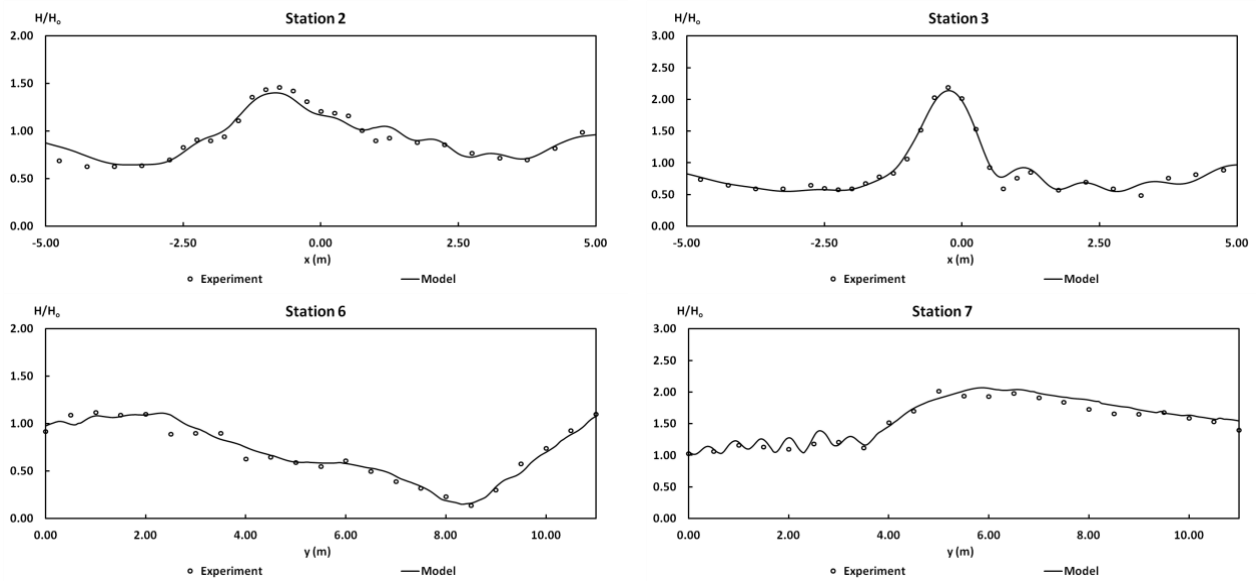 Station 2
H/Hₒ
2.00
1.50
1.00
0.50
0.00
-5.00 -2.50 0.00 2.50 5.00
x (m)
Experiment Model
Station 3
H/Hₒ
3.00
2.50
2.00
1.50
1.00
0.50
0.00
-5.00 -2.50 0.00 2.50 5.00
x (m)
Experiment Model
Station 6
H/Hₒ
2.00
1.50
1.00
0.50
0.00
0.00 2.00 4.00 6.00 8.00 10.00
y (m)
Experiment Model
Station 7
H/Hₒ
3.00
2.50
2.00
1.50
1.00
0.50
0.00
0.00 2.00 4.00 6.00 8.00 10.00
y (m)
Experiment Model